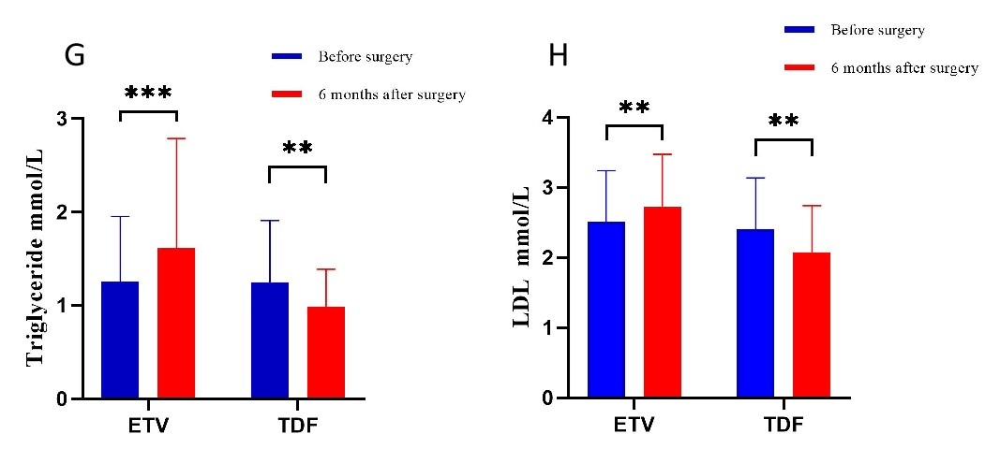 G
Before surgery
6 months after surgery
***
**
Triglyceride mmol/L
3
2
1
0
ETV TDF
H
Before surgery
6 months after surgery
**
**
LDL mmol/L
4
3
2
1
0
ETV TDF